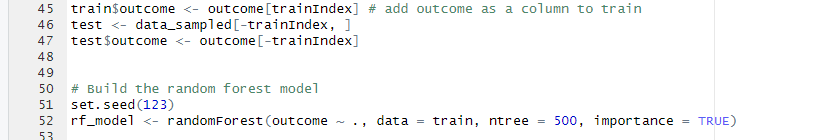 45 train$outcome <- outcome[trainIndex] # add outcome as a column to train
46 test <- data_sampled[-trainIndex, ]
47 test$outcome <- outcome[-trainIndex]
48
49
50 # Build the random forest model
51 set.seed(123)
52 rf_model <- randomForest(outcome ~ ., data = train, ntree = 500, importance = TRUE)
53